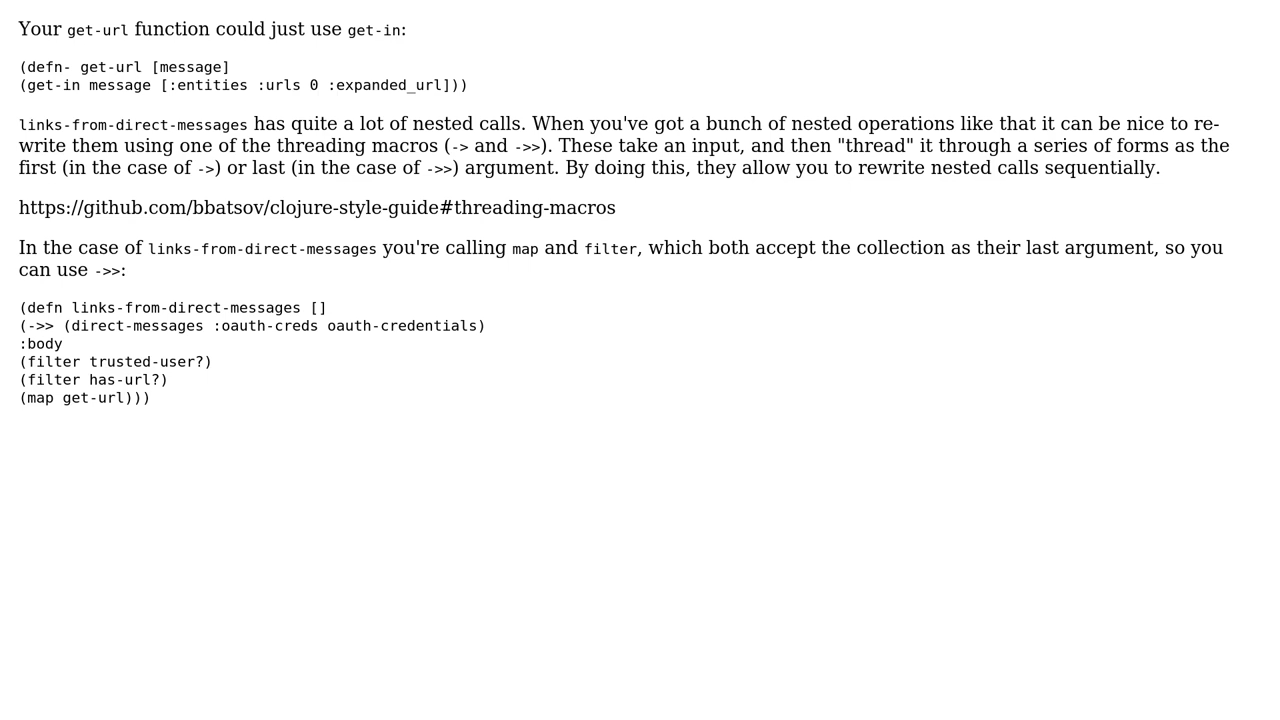 Your get-url function could just use get-in:
(defn- get-url [message]
(get-in message [:entities :urls 0 :expanded_url]))
links-from-direct-messages has quite a lot of nested calls. When you've got a bunch of nested operations like that it can be nice to re-
write them using one of the threading macros (-> and ->>). These take an input, and then "thread" it through a series of forms as the
first (in the case of ->) or last (in the case of ->>) argument. By doing this, they allow you to rewrite nested calls sequentially.
https://github.com/bbatsov/clojure-style-guide#threading-macros
In the case of links-from-direct-messages you're calling map and filter, which both accept the collection as their last argument, so you
can use ->>:
(defn links-from-direct-messages []
(->> (direct-messages :oauth-creds oauth-credentials)
:body
(filter trusted-user?)
(filter has-url?)
(map get-url)))